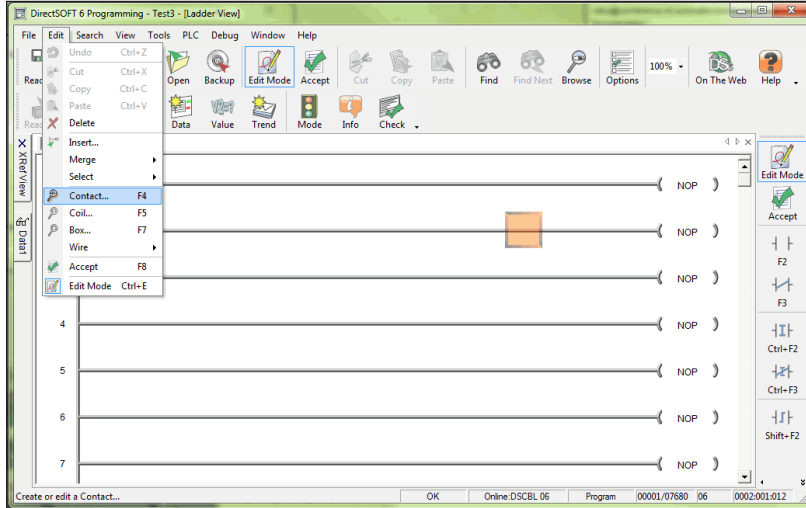 DirectSOFT 6 Programming - Test3 - [Ladder View]
File Edit Search View Tools PLC Debug Window Help
Undo Ctrl+Z
Cut Ctrl+X
Copy Ctrl+C
Paste Ctrl+V
Delete
Insert...
Merge
Select
Contact... F4
Coil... F5
Box... F7
Wire
Accept F8
Edit Mode Ctrl+E
Open Backup Edit Mode Accept Cut Copy Paste Find Find Next Browse Options 100% On The Web Help
DS
Data Value Trend Mode Info Check
XRef View
Data1
NOP
NOP
NOP
4 NOP
5 NOP
6 NOP
7 NOP
Edit Mode
Accept
F2
F3
Ctrl+F2
Ctrl+F3
Shift+F2
Create or edit a Contact... OK Online:DSCBL 06 Program 00001/07680 06 0002:001:012